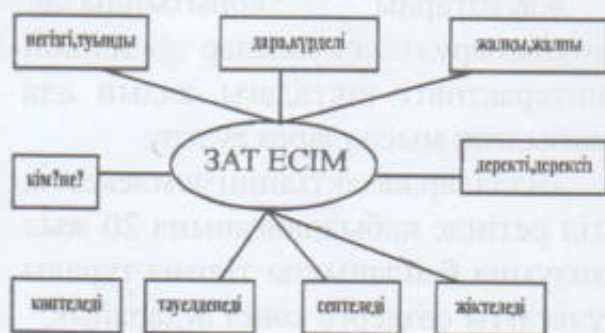 негізгі,туынды
дара,күрделі
жалқы,жалпы
ЗАТ ЕСІМ
кім?не?
деректі,дерексіз
көптеледі
тәуелденеді
септеледі
жіктеледі